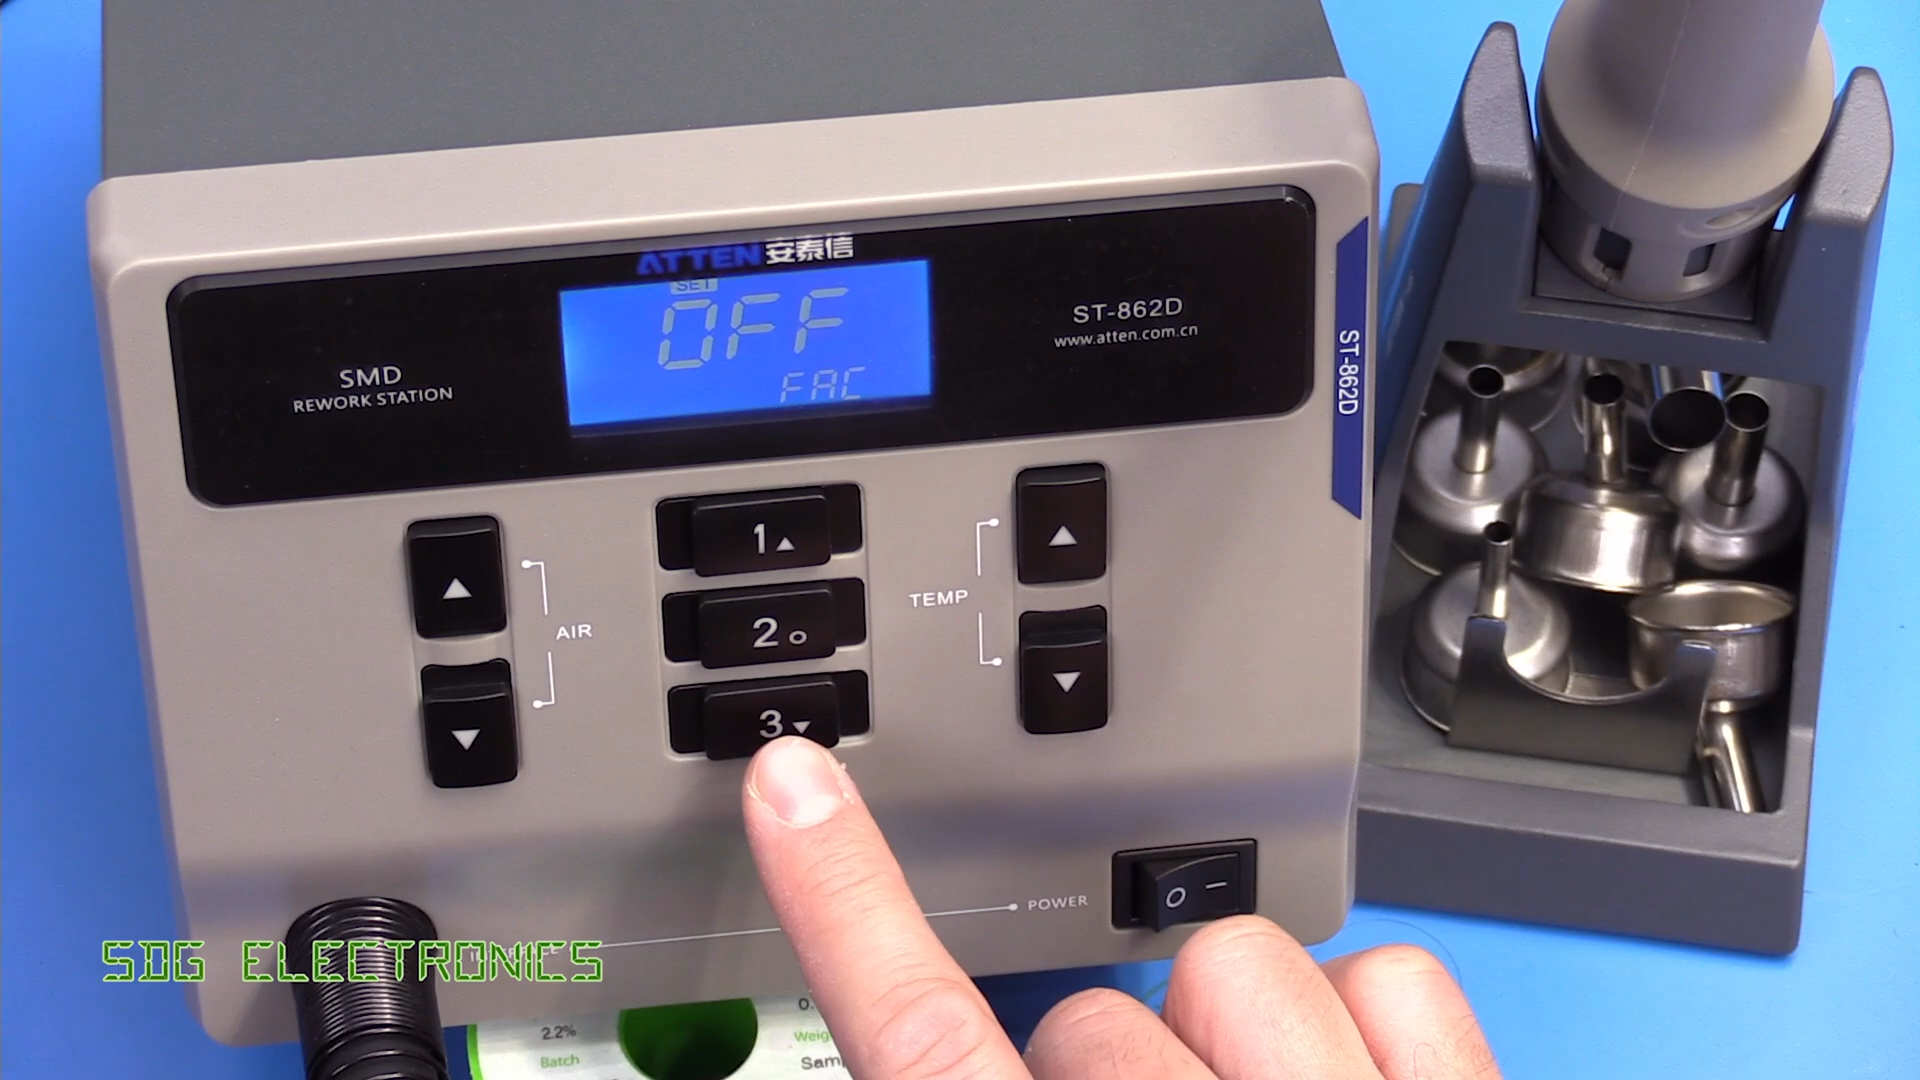 ATTEN 安泰信
SET
OFF
FAC
SMD
REWORK STATION
ST-862D
www.atten.com.cn
ST-862D
1
2
3
AIR
TEMP
POWER
O
SDG ELECTRONICS
2.2%
Batch